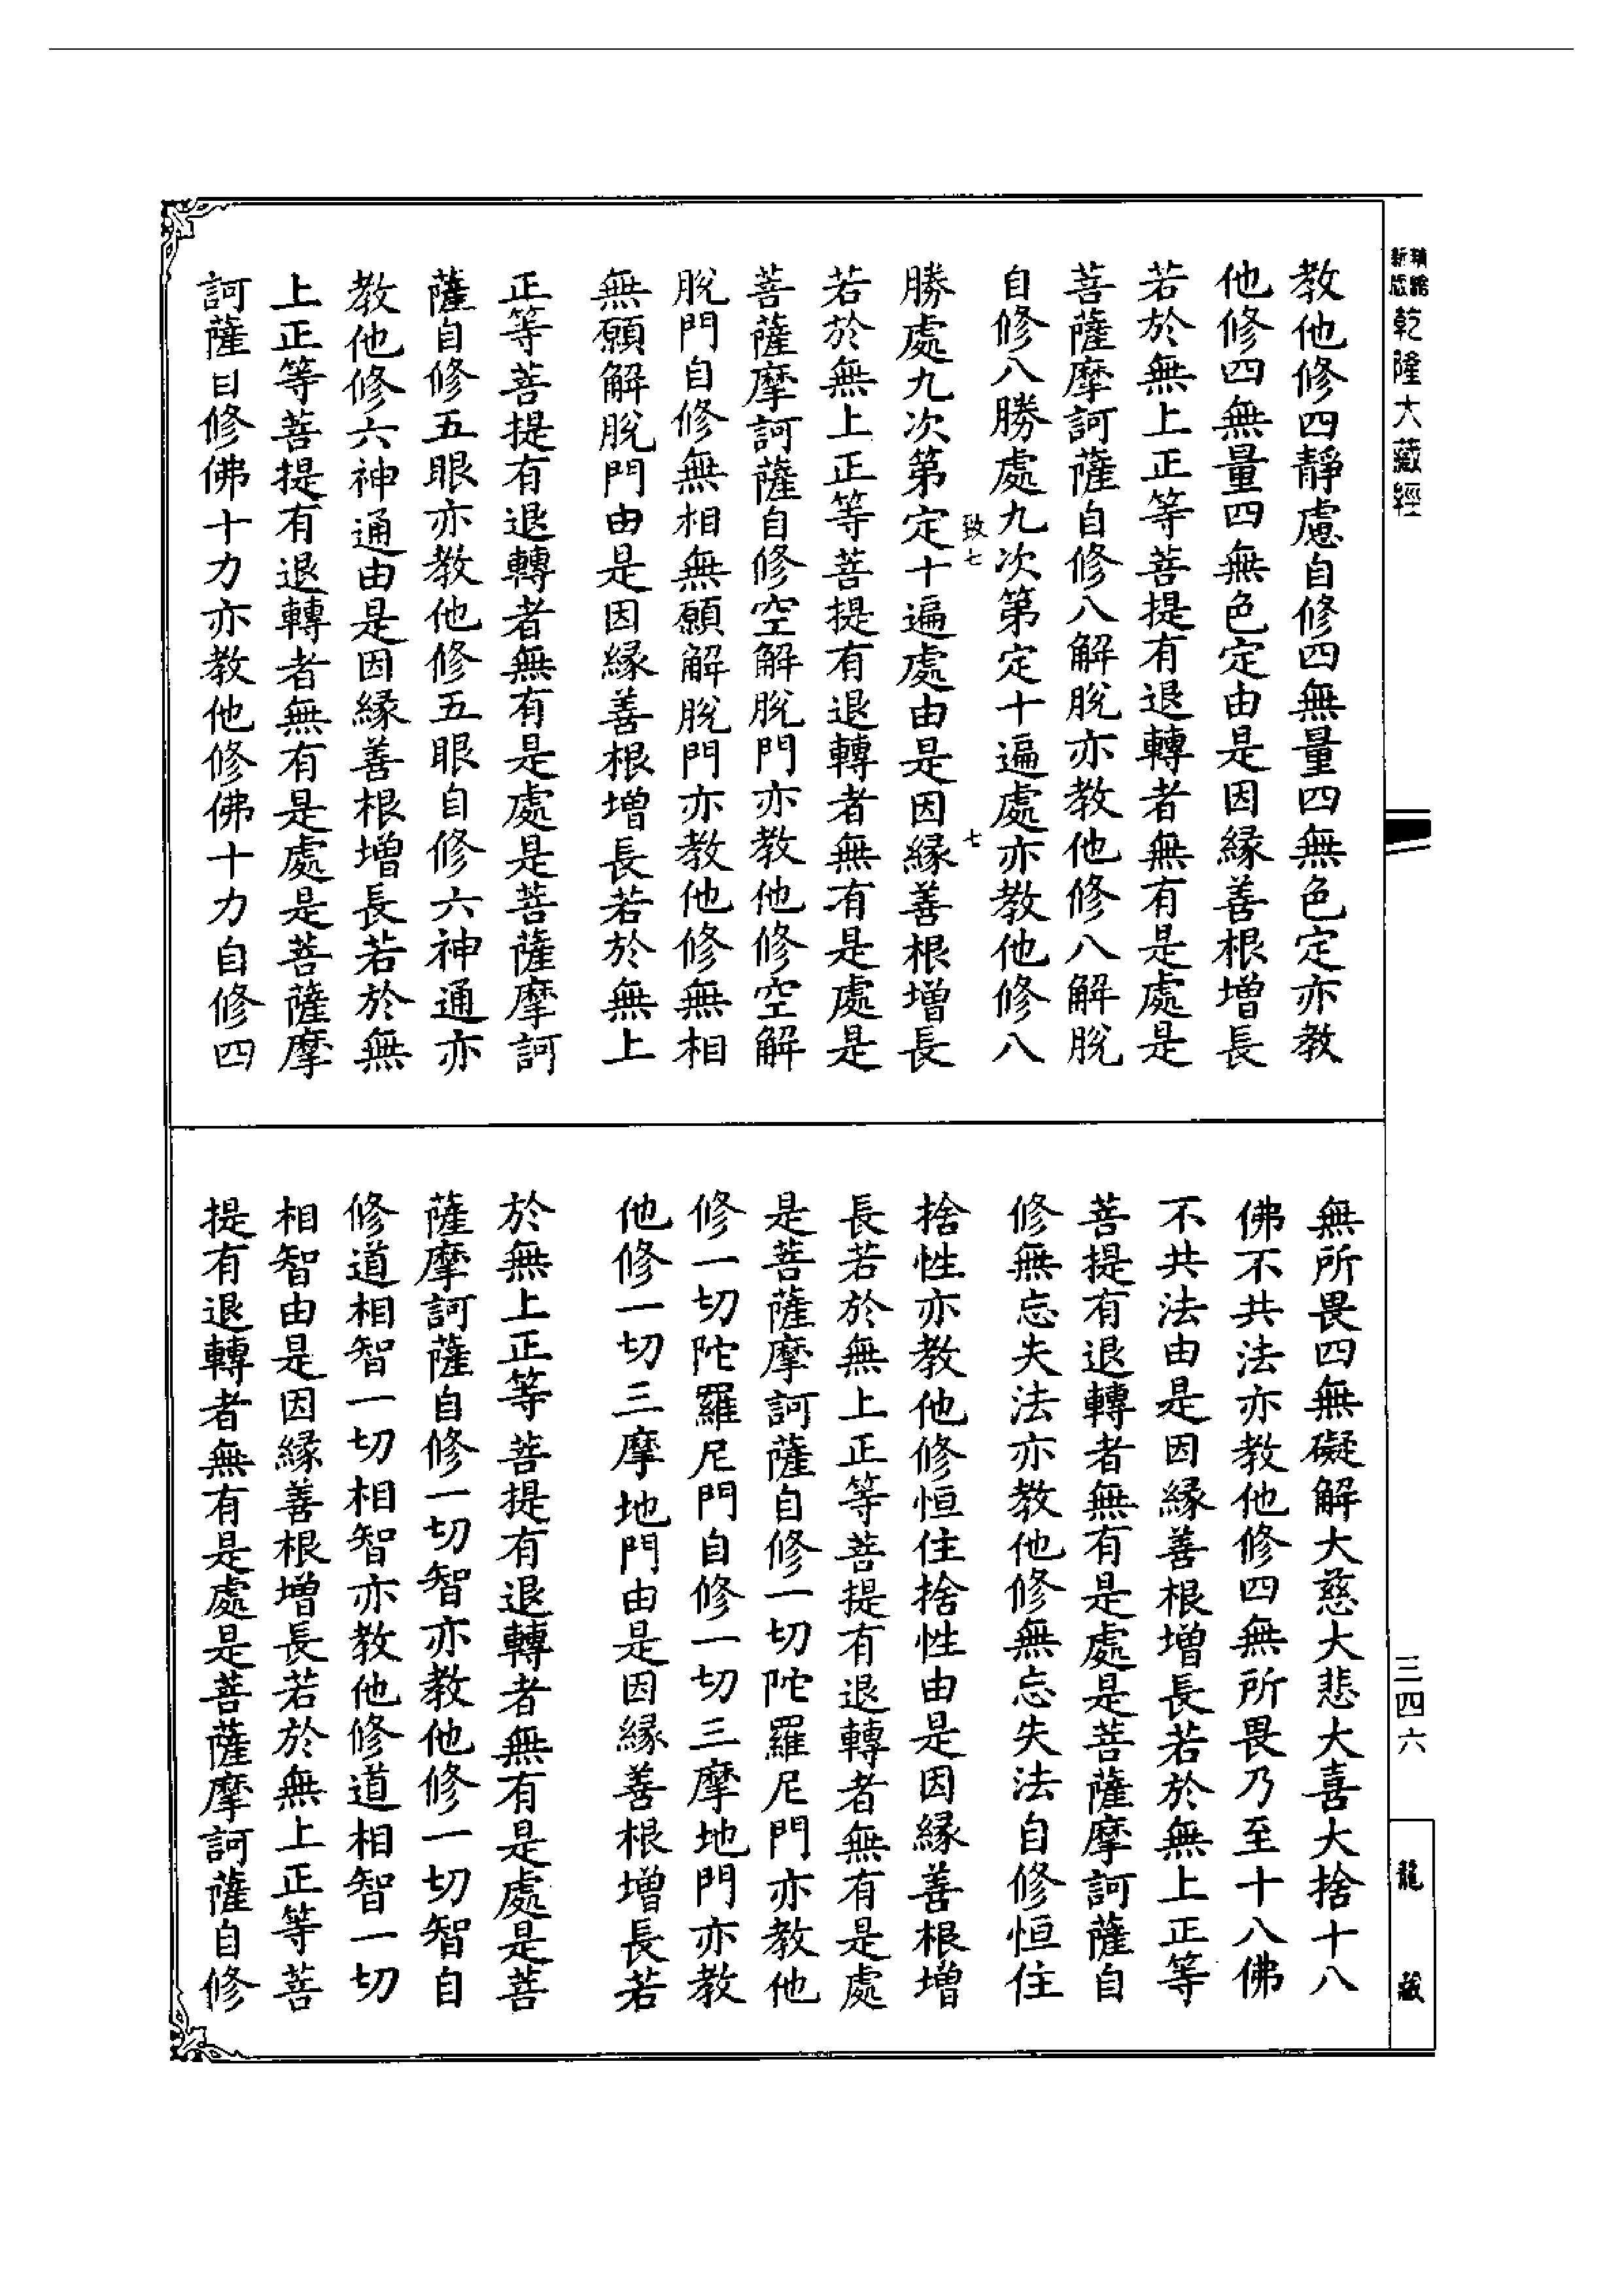 精繕新版乾隆大藏經
教他修四靜慮自修四無量四無色定亦教
他修四無量四無色定由是因緣善根增長
若於無上正等菩提有退轉者無有是處是
菩薩摩訶薩自修八解脫亦教他修八解脫
自修八勝處九次第定十遍處亦教他修八
致七 七
勝處九次第定十遍處由是因緣善根增長
若於無上正等菩提有退轉者無有是處是
菩薩摩訶薩自修空解脫門亦教他修空解
脫門自修無相無願解脫門亦教他修無相
無願解脫門由是因緣善根增長若於無上
正等菩提有退轉者無有是處是菩薩摩訶
薩自修五眼亦教他修五眼自修六神通亦
教他修六神通由是因緣善根增長若於無
上正等菩提有退轉者無有是處是菩薩摩
訶薩自修佛十力亦教他修佛十力自修四
無所畏四無礙解大慈大悲大喜大捨十八
佛不共法亦教他修四無所畏乃至十八佛
不共法由是因緣善根增長若於無上正等
菩提有退轉者無有是處是菩薩摩訶薩自
修無忘失法亦教他修無忘失法自修恒住
捨性亦教他修恒住捨性由是因緣善根增
長若於無上正等菩提有退轉者無有是處
是菩薩摩訶薩自修一切陀羅尼門亦教他
修一切陀羅尼門自修一切三摩地門亦教
他修一切三摩地門由是因緣善根增長若
於無上正等菩提有退轉者無有是處是菩
薩摩訶薩自修一切智亦教他修一切智自
修道相智一切相智亦教他修道相智一切
相智由是因緣善根增長若於無上正等菩
提有退轉者無有是處是菩薩摩訶薩自修
三四六
龍藏